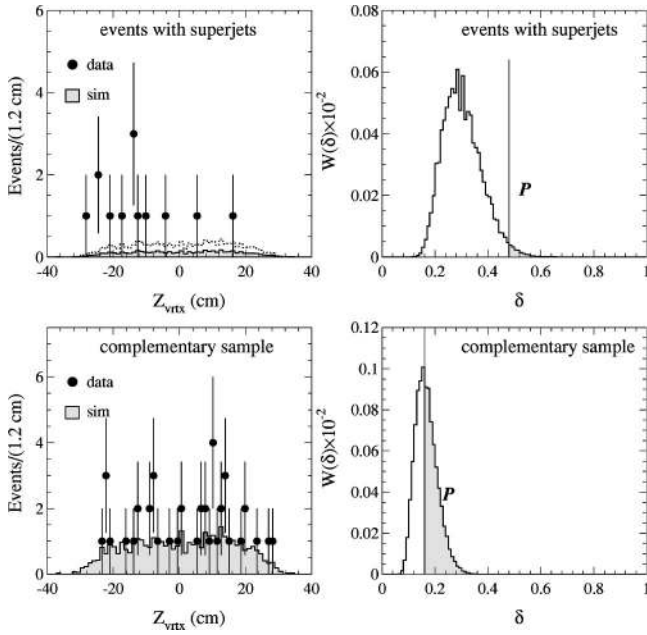 events with superjets
data
sim
Events/(1.2 cm)
6
4
2
0
-40
-20
0
20
40
Z_vrtx (cm)
events with superjets
W(δ)×10^-2
0.08
0.06
0.04
0.02
0
P
0
0.2
0.4
0.6
0.8
1
δ
complementary sample
data
sim
Events/(1.2 cm)
6
4
2
0
-40
-20
0
20
40
Z_vrtx (cm)
complementary sample
W(δ)×10^-2
0.12
0.1
0.08
0.06
0.04
0.02
0
P
0
0.2
0.4
0.6
0.8
1
δ